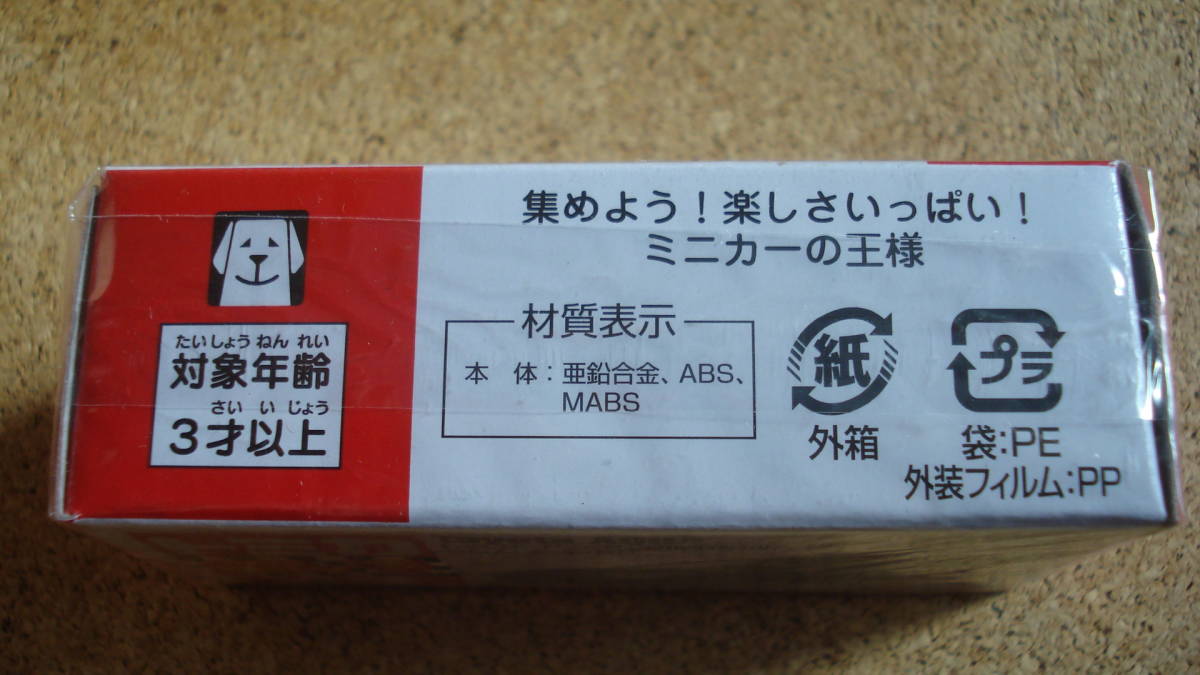 集めよう！楽しさいっぱい！
ミニカーの王様
たいしょうねんれい
対象年齢
さいいじょう
3才以上
材質表示
本 体：亜鉛合金、ABS、
MABS
紙
外箱
プラ
袋：PE
外装フィルム：PP